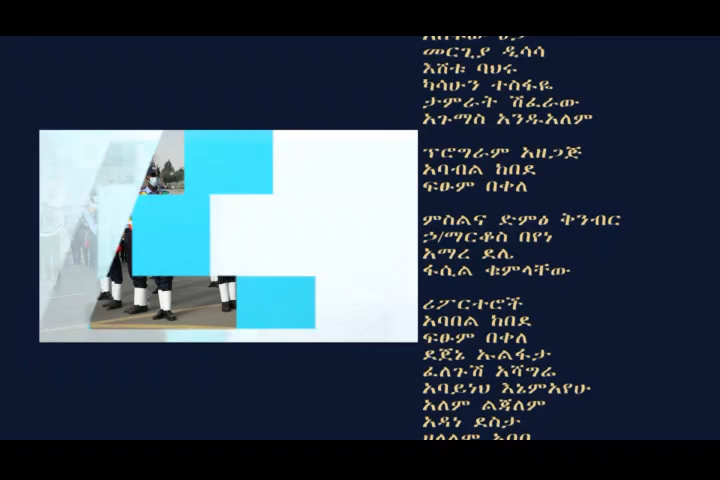 መርጊያ ዲሳሳ
እሸቱ ባህሩ
ካሳሁን ተስፋዬ
ታምራት ሽፈራው
አጉማስ አንዱአለም
ፕሮግራም አዘጋጅ
አባብል ከበደ
ፍፁም በቀለ
ምስልና ድምፅ ቅንብር
ኃ/ማርቆስ በየነ
አማረ ደሌ
ፋሲል ቁምላቸው
ሪፖርተሮች
አባበል ከበደ
ፍፁም በቀለ
ደጀኔ ኡልፋታ
ፈለጉሽ አሻግሬ
አባይነህ እኔምአየሁ
አለም ልጃለም
አዳነ ደስታ